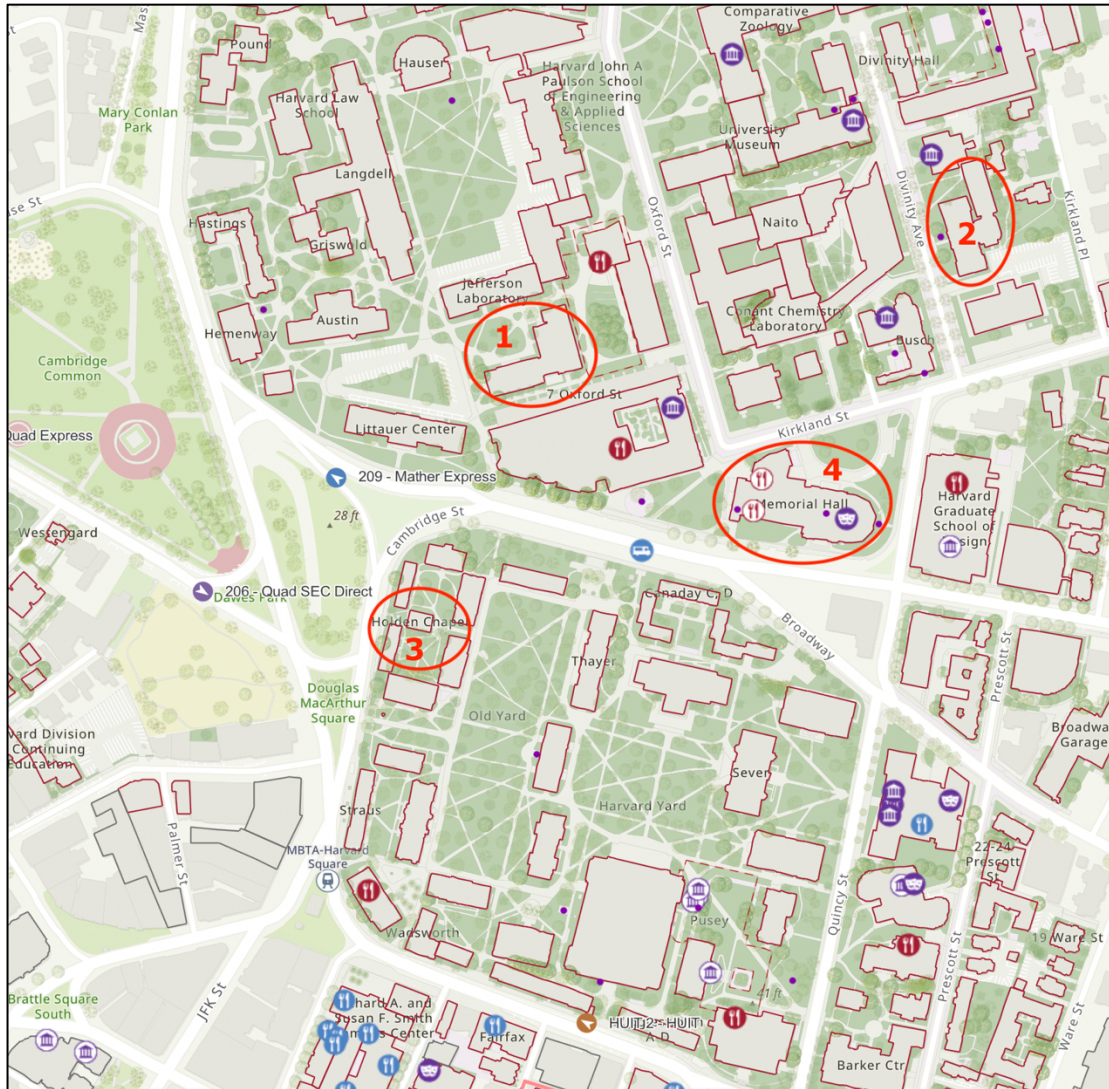 Comparative
Zoology
Pound
Hauser
Harvard John A
Paulson School
of Engineering
& Applied
Sciences
Divinity Hall
Harvard Law
School
Mary Conlan
Park
University
Museum
Langdell
Oxford St
Divinity Ave
Kirkland Pl
Hastings
Griswold
Naito
2
Jefferson
Laboratory
Austin
Hemenway
1
Conant Chemistry
Laboratory
Busch
Cambridge
Common
7 Oxford St
Littauer Center
Kirkland St
Quad Express
209 - Mather Express
4
Memorial Hall
Harvard
Graduate
School of
28 ft
Westengard
Cambridge St
206 - Quad SEC Direct
Dawes Park
Canaday C, D
Holden Chapel
3
Broadway
Prescott St
Thayer
Douglas
MacArthur
Square
Old Yard
Continuing
Education
Straus
Sever
Harvard Yard
Palmer St
MBTA-Harvard
Square
22-24
Prescott
St
Wadsworth
Pusey
Quincy St
Prescott St
19 Ware St
Ware St
41 ft
Brattle Square
South
JFK St
Susan F. Smith
Fairfax
Barker Ctr